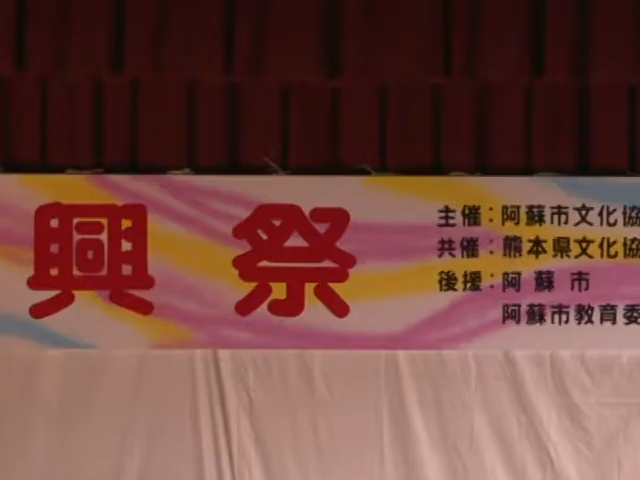 興祭
主催：阿蘇市文化協
共催：熊本県文化協
後援：阿蘇市
阿蘇市教育委